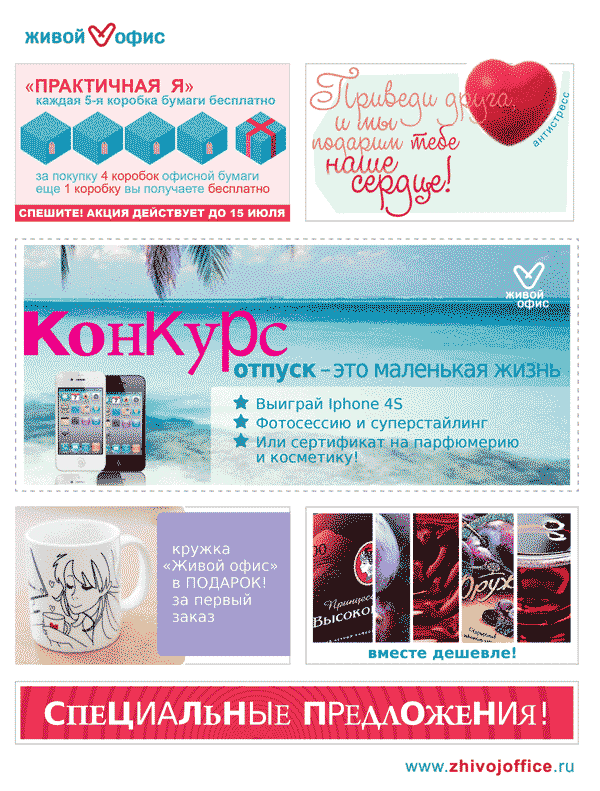 живой офис
«ПРАКТИЧНАЯ Я»
каждая 5-я коробка бумаги бесплатно
за покупку 4 коробок офисной бумаги
еще 1 коробку вы получаете бесплатно
СПЕШИТЕ! АКЦИЯ ДЕЙСТВУЕТ ДО 15 ИЮЛЯ
Приведи друга,
и мы
подарим тебе
наше
сердце!
антистресс
живой
офис
Конкурс
отпуск – это маленькая жизнь
Выиграй Iphone 4S
Фотосессию и суперстайлинг
Или сертификат на парфюмерию
и косметику!
кружка
«Живой офис»
в ПОДАРОК!
за первый
заказ
Принцесса
Высоко
вместе дешевле!
СПЕЦИАЛЬНЫЕ ПРЕДЛОЖЕНИЯ!
www.zhivojoffice.ru